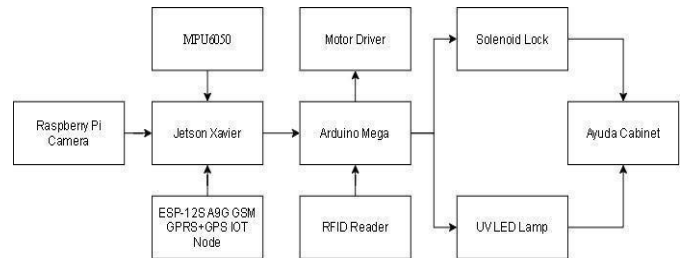 MPU6050
Motor Driver
Solenoid Lock
Raspberry Pi
Camera
Jetson Xavier
Arduino Mega
Ayuda Cabinet
ESP-12S A9G GSM
GPRS+GPS IOT
Node
RFID Reader
UV LED Lamp